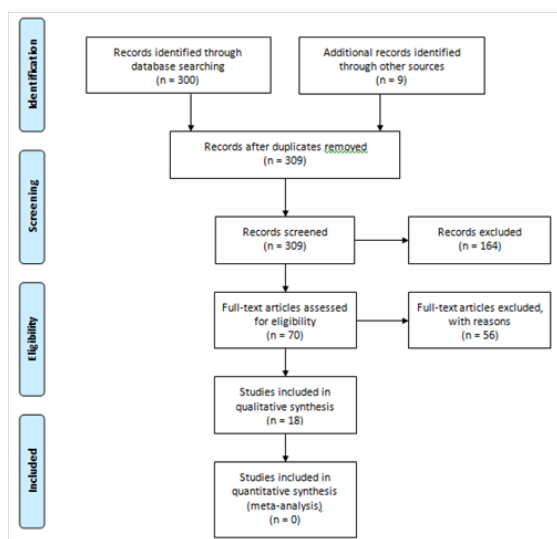 Identification
Records identified through
database searching
(n = 300)
Additional records identified
through other sources
(n = 9)
Records after duplicates removed
(n = 309)
Screening
Records screened
(n = 309)
Records excluded
(n = 164)
Eligibility
Full-text articles assessed
for eligibility
(n = 70)
Full-text articles excluded,
with reasons
(n = 56)
Studies included in
qualitative synthesis
(n = 18)
Included
Studies included in
quantitative synthesis
(meta-analysis)
(n = 0)